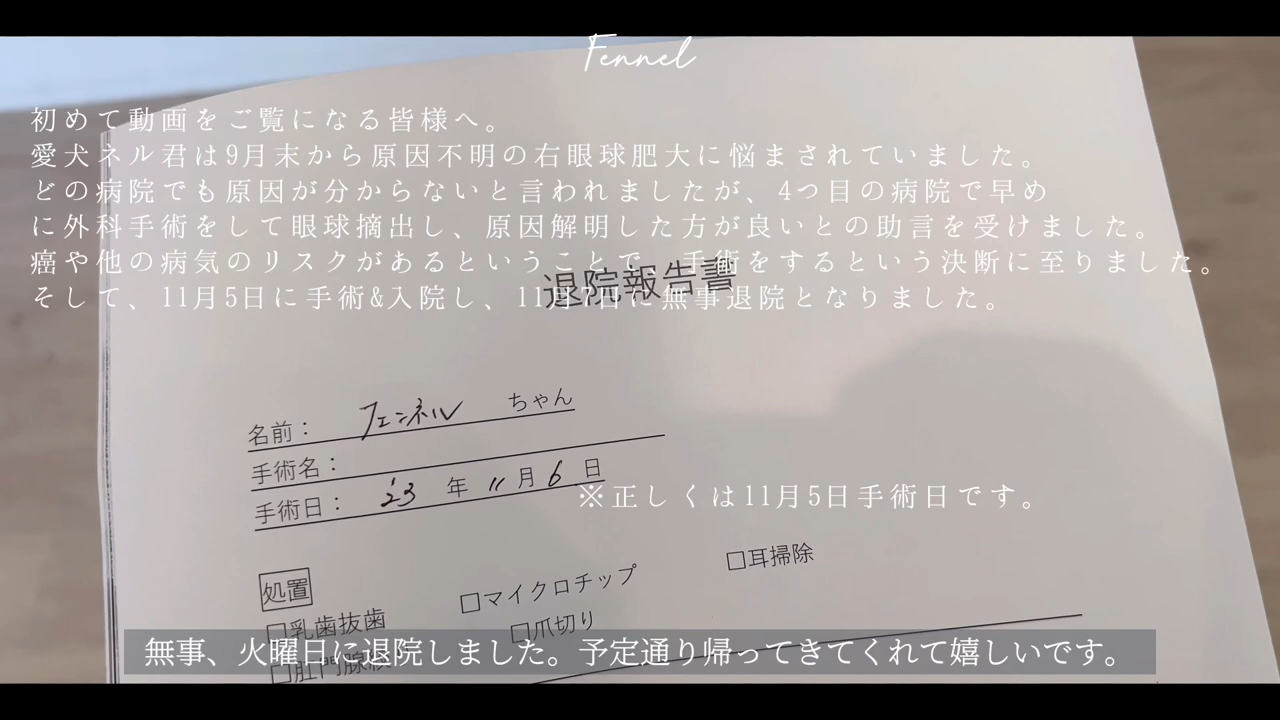 Fennel
初めて動画をご覧になる皆様へ。
愛犬ネル君は9月末から原因不明の右眼球肥大に悩まされていました。
どの病院でも原因が分からないと言われましたが、4つ目の病院で早め
に外科手術をして眼球摘出し、原因解明した方が良いとの助言を受けました。
癌や他の病気のリスクがあるということで、手術をするという決断に至りました。
そして、11月5日に手術&入院し、11月7日に無事退院となりました。
退院報告書
名前：フェンネル ちゃん
手術名：
手術日：'23 年 11 月 6 日
※正しくは11月5日手術日です。
処置
□マイクロチップ □耳掃除
□乳歯抜歯 □爪切り
□肛門腺
無事、火曜日に退院しました。予定通り帰ってきてくれて嬉しいです。